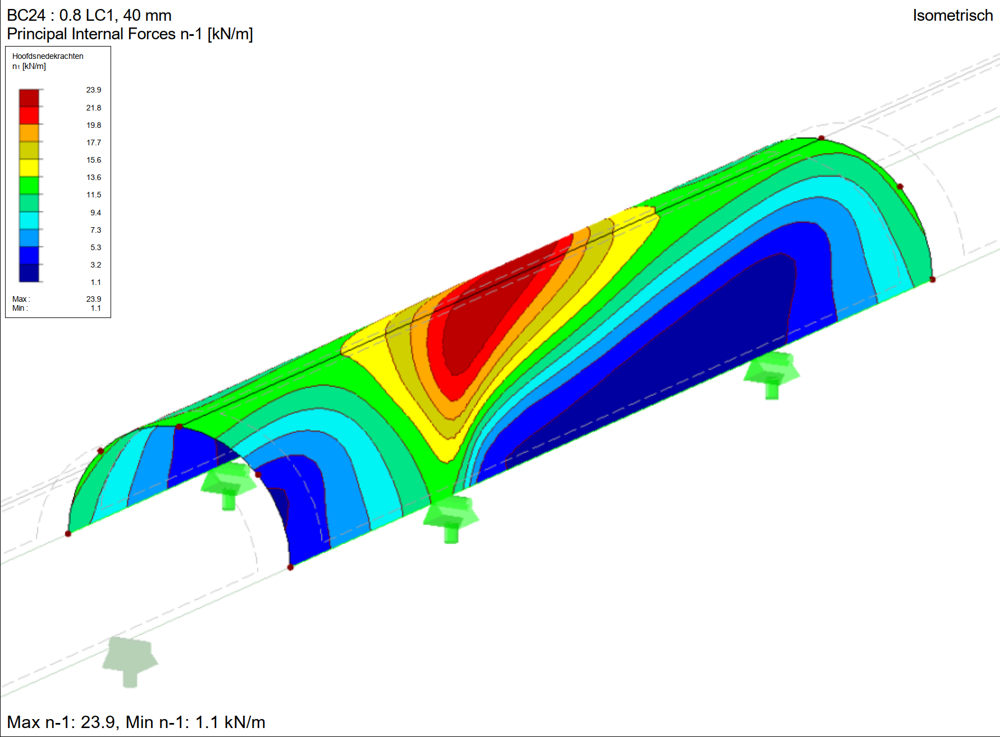 BC24 : 0.8 LC1, 40 mm
Isometrisch
Principal Internal Forces n-1 [kN/m]
Hoofdsnedekrachten
n1 [kN/m]
23.9
21.8
19.8
17.7
15.6
13.6
11.5
9.4
7.3
5.3
3.2
1.1
Max : 23.9
Min : 1.1
Max n-1: 23.9, Min n-1: 1.1 kN/m